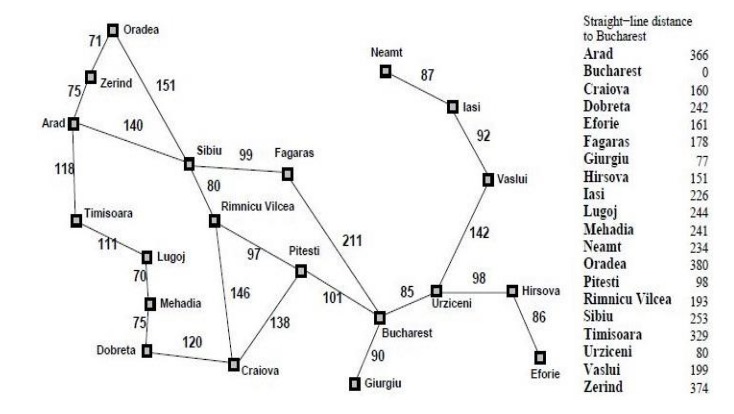 Oradea
71
Zerind
75
151
Arad
140
118
Sibiu
99
Fagaras
80
Rimnicu Vilcea
Timisoara
111
Lugoj
70
Mehadia
75
Dobreta
120
Craiova
146
97
Pitesti
138
101
211
Bucharest
90
Giurgiu
85
Urziceni
98
Hirsova
86
Eforie
142
Vaslui
92
Iasi
87
Neamt
Straight-line distance
to Bucharest
Arad 366
Bucharest 0
Craiova 160
Dobreta 242
Eforie 161
Fagaras 178
Giurgiu 77
Hirsova 151
Iasi 226
Lugoj 244
Mehadia 241
Neamt 234
Oradea 380
Pitesti 98
Rimnicu Vilcea 193
Sibiu 253
Timisoara 329
Urziceni 80
Vaslui 199
Zerind 374